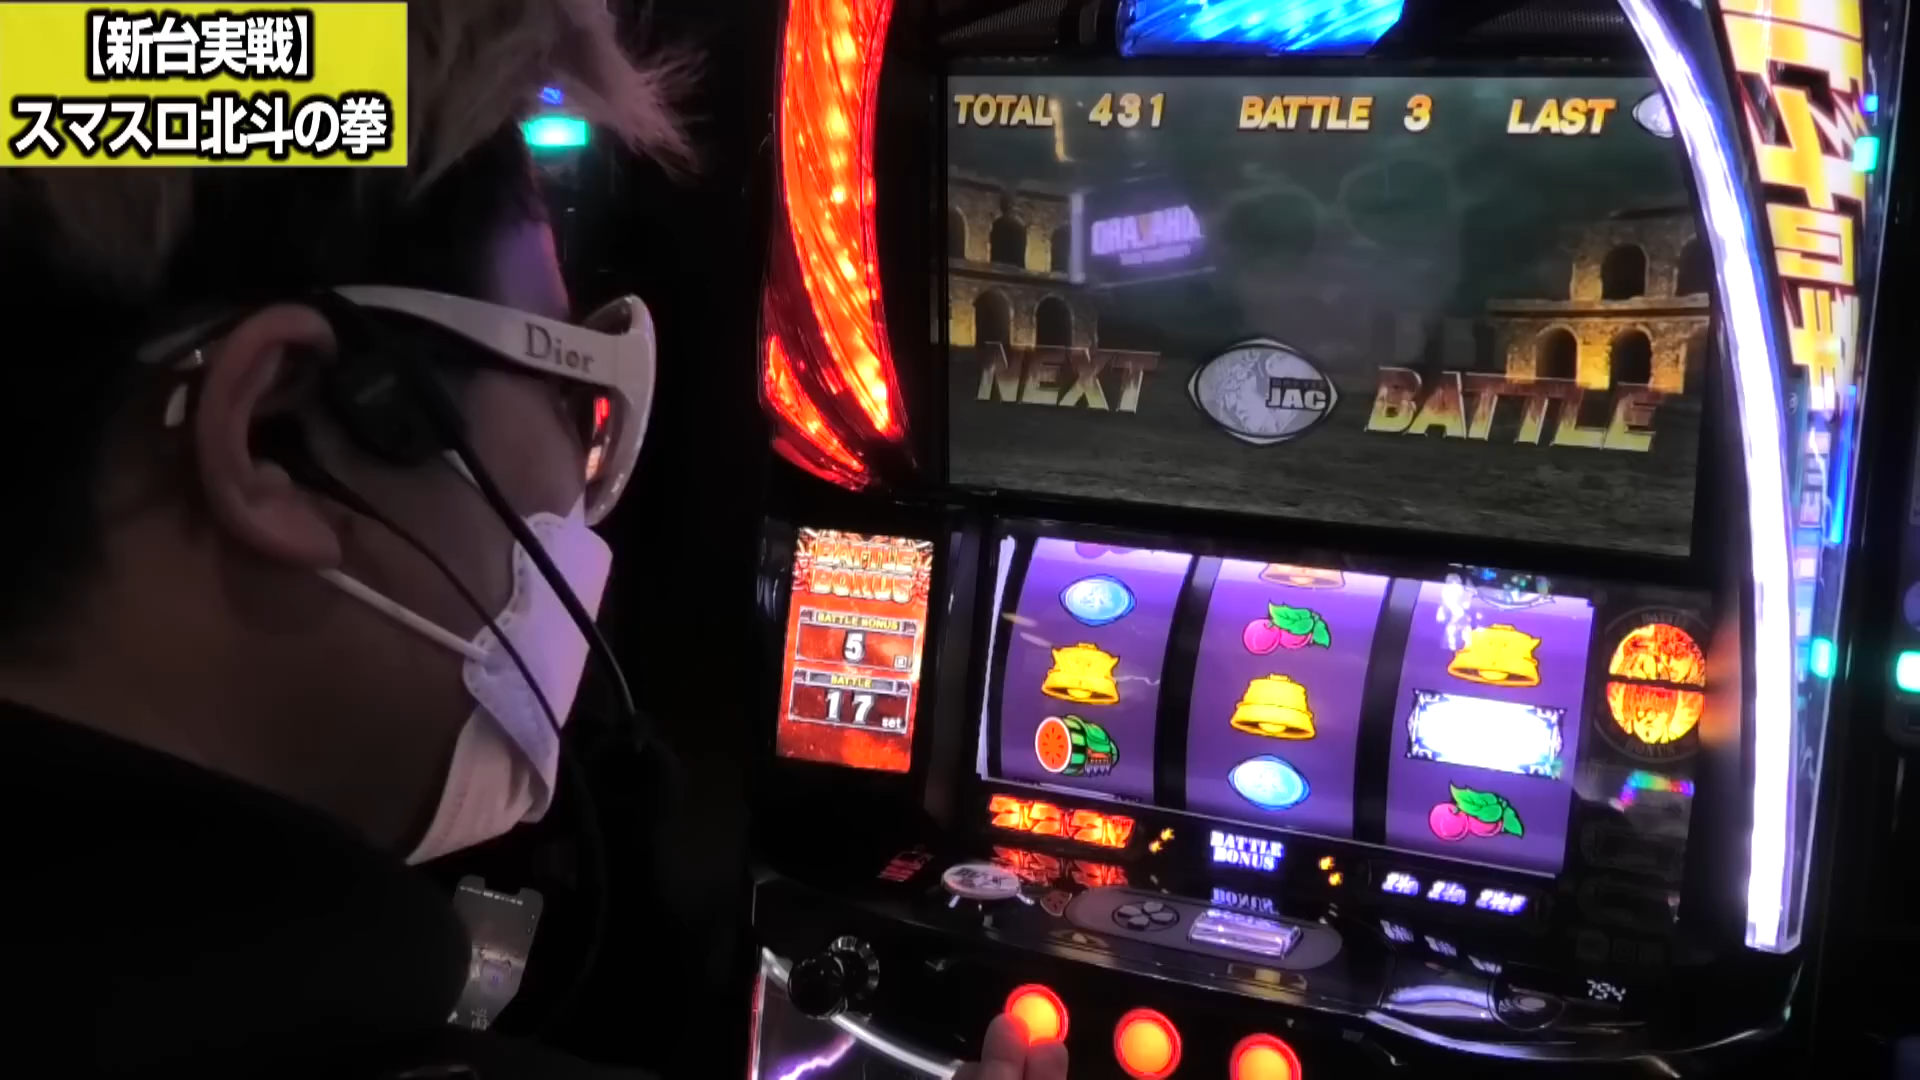 【新台実戦】
スマスロ北斗の拳
TOTAL 431 BATTLE 3 LAST
NEXT JAC BATTLE
Dior
BATTLE
BONUS
BATTLE BONUS
5
BATTLE
17 set
BATTLE
BONUS